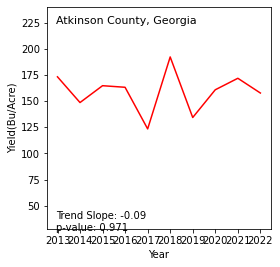 Atkinson County, Georgia
Yield(Bu/Acre)
225
200
175
150
125
100
75
50
Trend Slope: -0.09
p-value: 0.971
2013 2014 2015 2016 2017 2018 2019 2020 2021 2022
Year